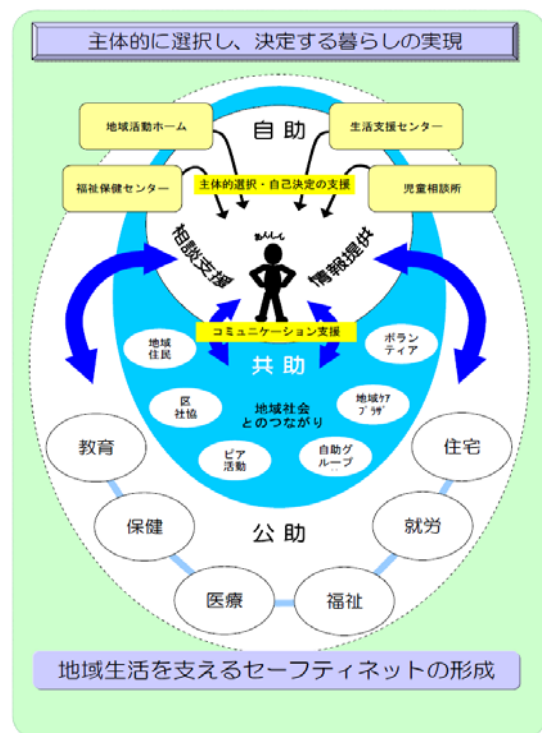 主体的に選択し、決定する暮らしの実現
地域活動ホーム
自助
生活支援センター
福祉保健センター
主体的選択・自己決定の支援
児童相談所
相談支援
あんしん
情報提供
コミュニケーション支援
地域
住民
共助
ボラン
ティア
区
社協
地域社会
とのつながり
地域ケア
プラザ
ピア
活動
自助グ
ループ
教育
住宅
保健
公助
就労
医療
福祉
地域生活を支えるセーフティネットの形成